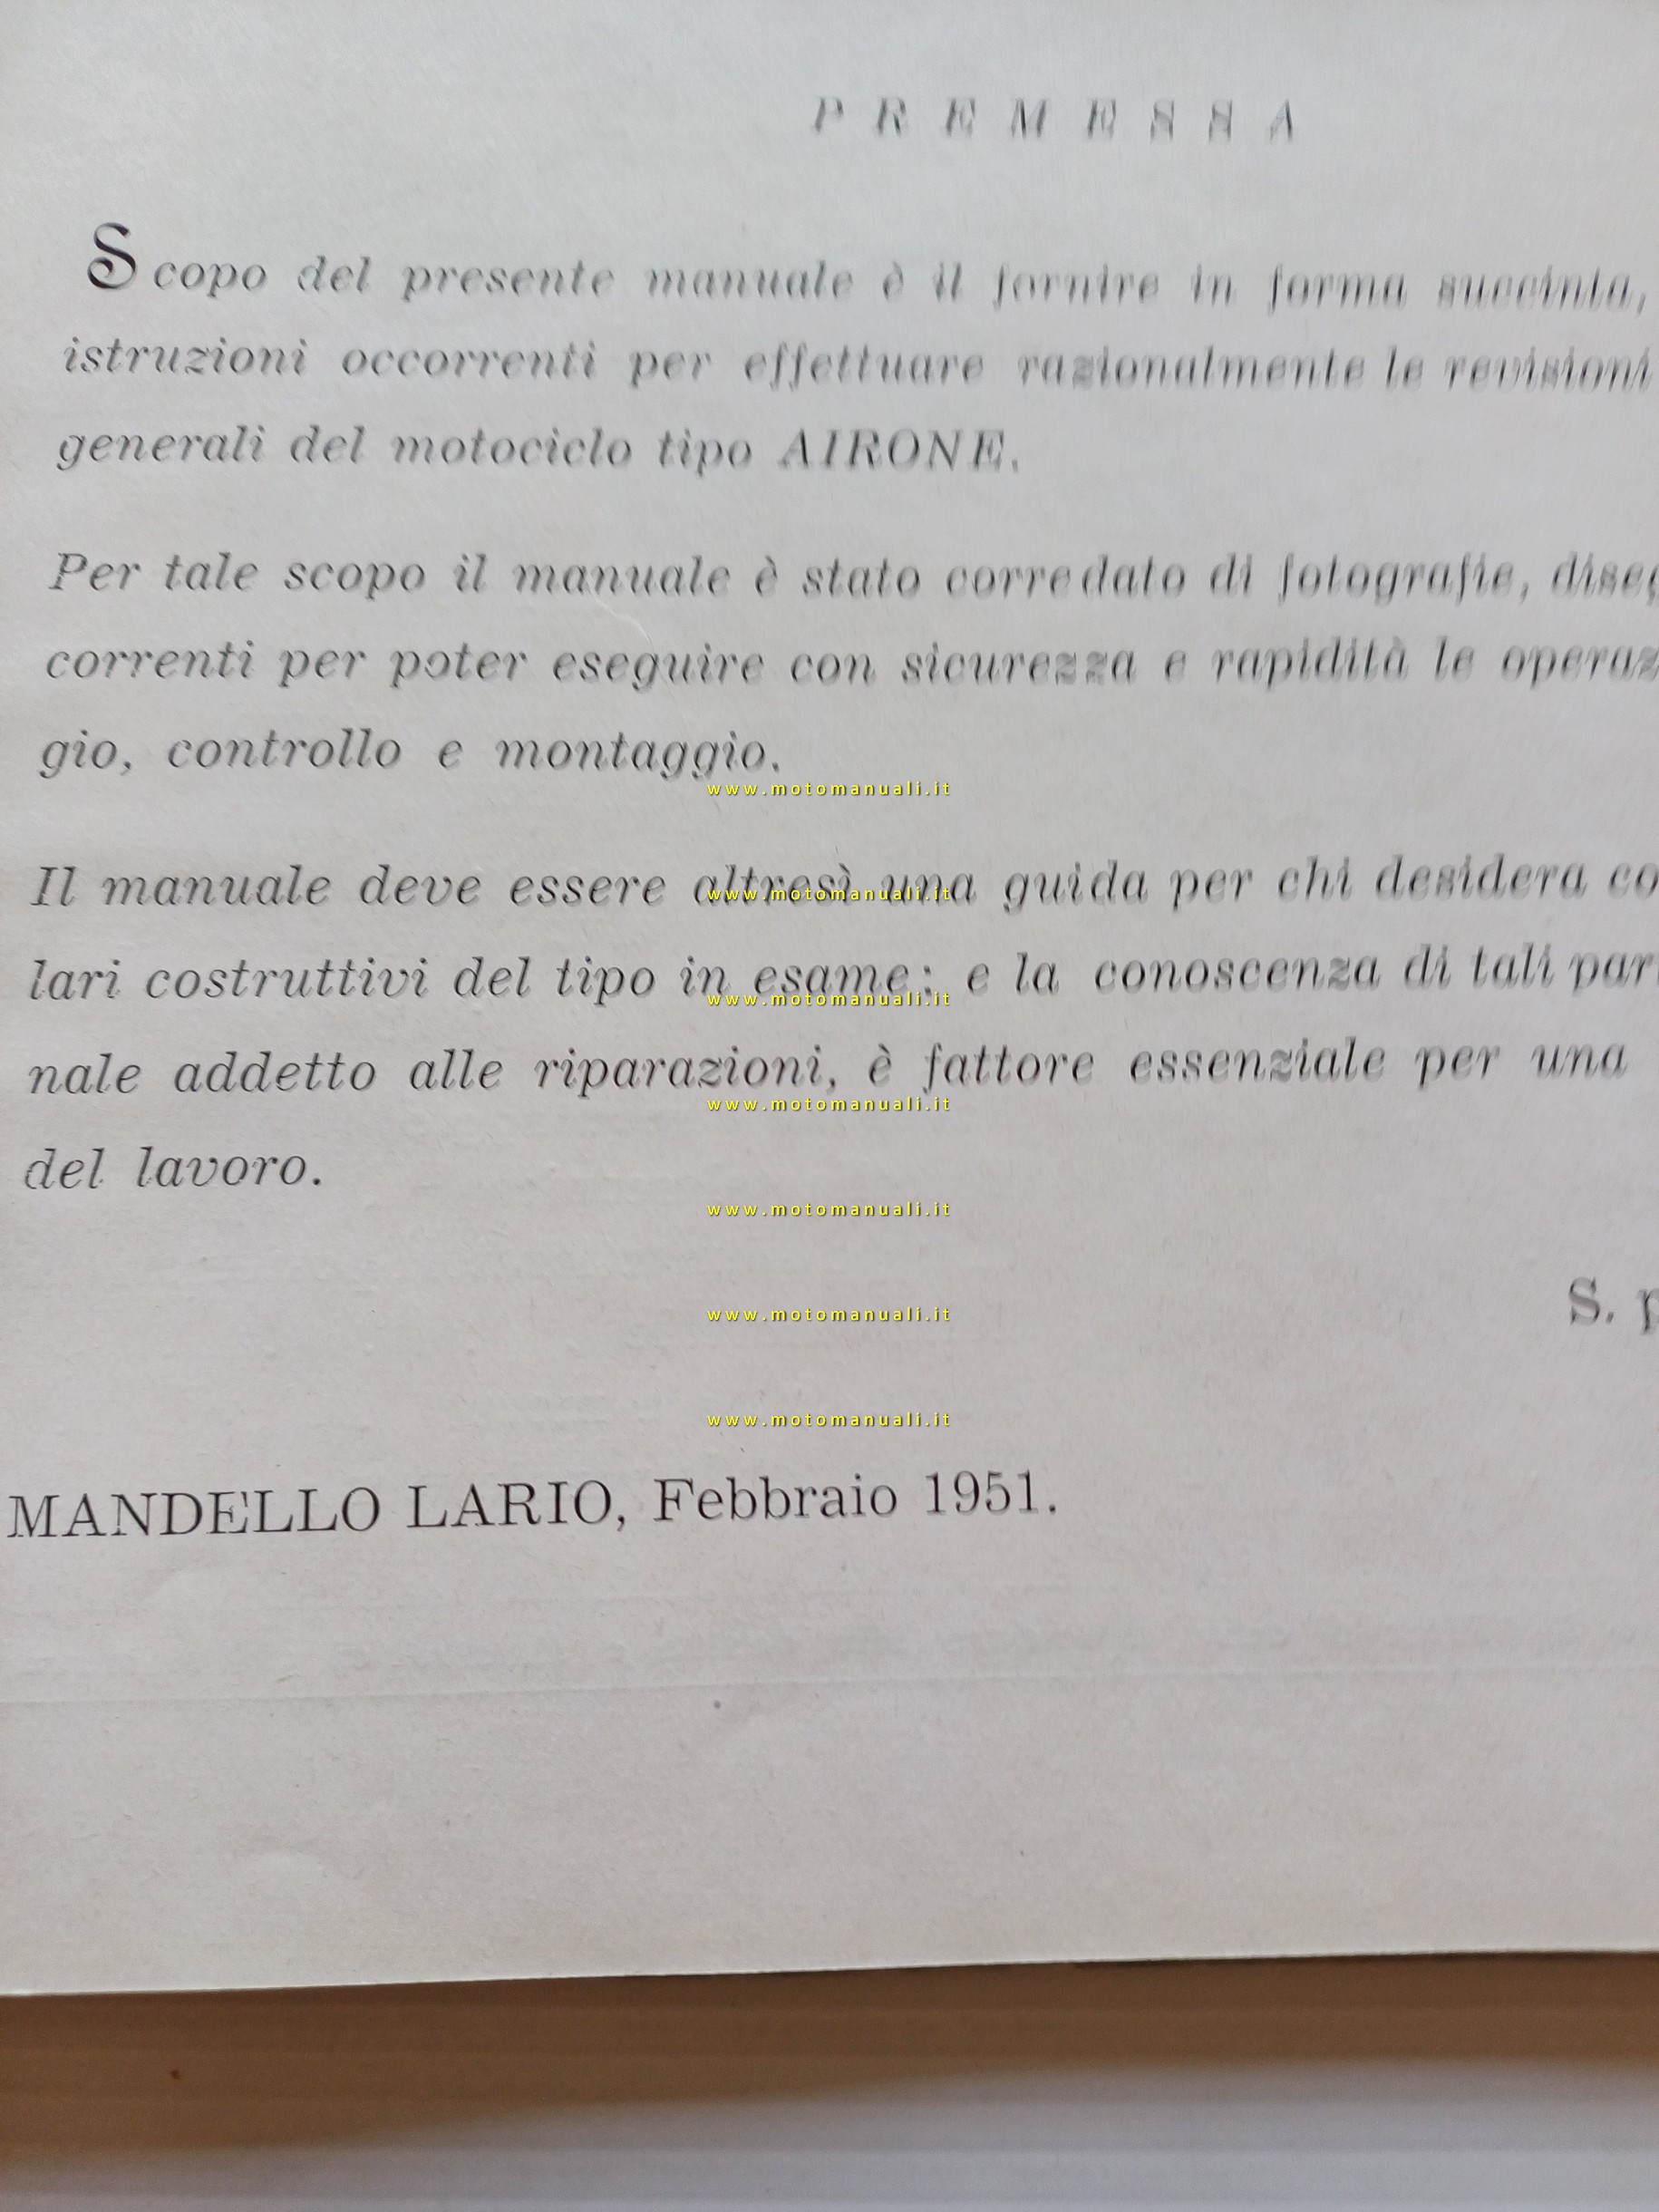 PREMESSA
Scopo del presente manuale è il fornire in forma succinta,
istruzioni occorrenti per effettuare razionalmente le revisioni
generali del motociclo tipo AIRONE.
Per tale scopo il manuale è stato corredato di fotografie,
correnti per poter eseguire con sicurezza e rapidità le
gio, controllo e montaggio.
www.motomanuali.it
Il manuale deve essere altresì una guida per chi desidera
www.motomanuali.it
lari costruttivi del tipo in esame; e la conoscenza di tali
www.motomanuali.it
nale addetto alle riparazioni, è fattore essenziale per una
www.motomanuali.it
del lavoro.
www.motomanuali.it
S.
www.motomanuali.it
www.motomanuali.it
MANDELLO LARIO, Febbraio 1951.